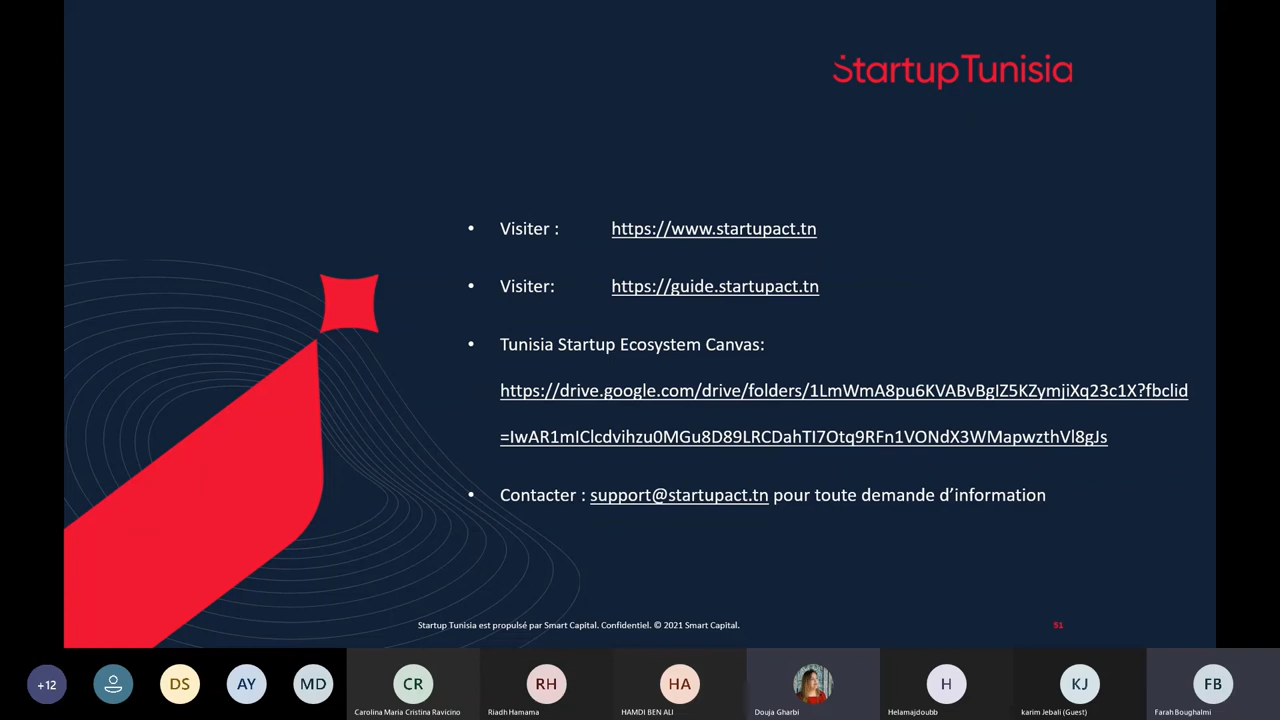 StartupTunisia
• Visiter : https://www.startupact.tn
• Visiter: https://guide.startupact.tn
• Tunisia Startup Ecosystem Canvas:
https://drive.google.com/drive/folders/1LmWmA8pu6KVABvBgIZ5KZymjiXq23c1X?fbclid
=IwAR1mIClcdvihzu0MGu8D89LRCDahTI7Otq9RFn1VONdX3WMapwzthVl8gJs
• Contacter : support@startupact.tn pour toute demande d’information
Startup Tunisia est propulsé par Smart Capital. Confidentiel. © 2021 Smart Capital.
51
+12
DS
AY
MD
CR
RH
HA
H
KJ
FB
Carolina Maria Cristina Ravicino
Riadh Hamama
HAMDI BEN ALI
Douja Gharbi
Helamajdoubb
karim Jebali (Guest)
Farah Boughalmi